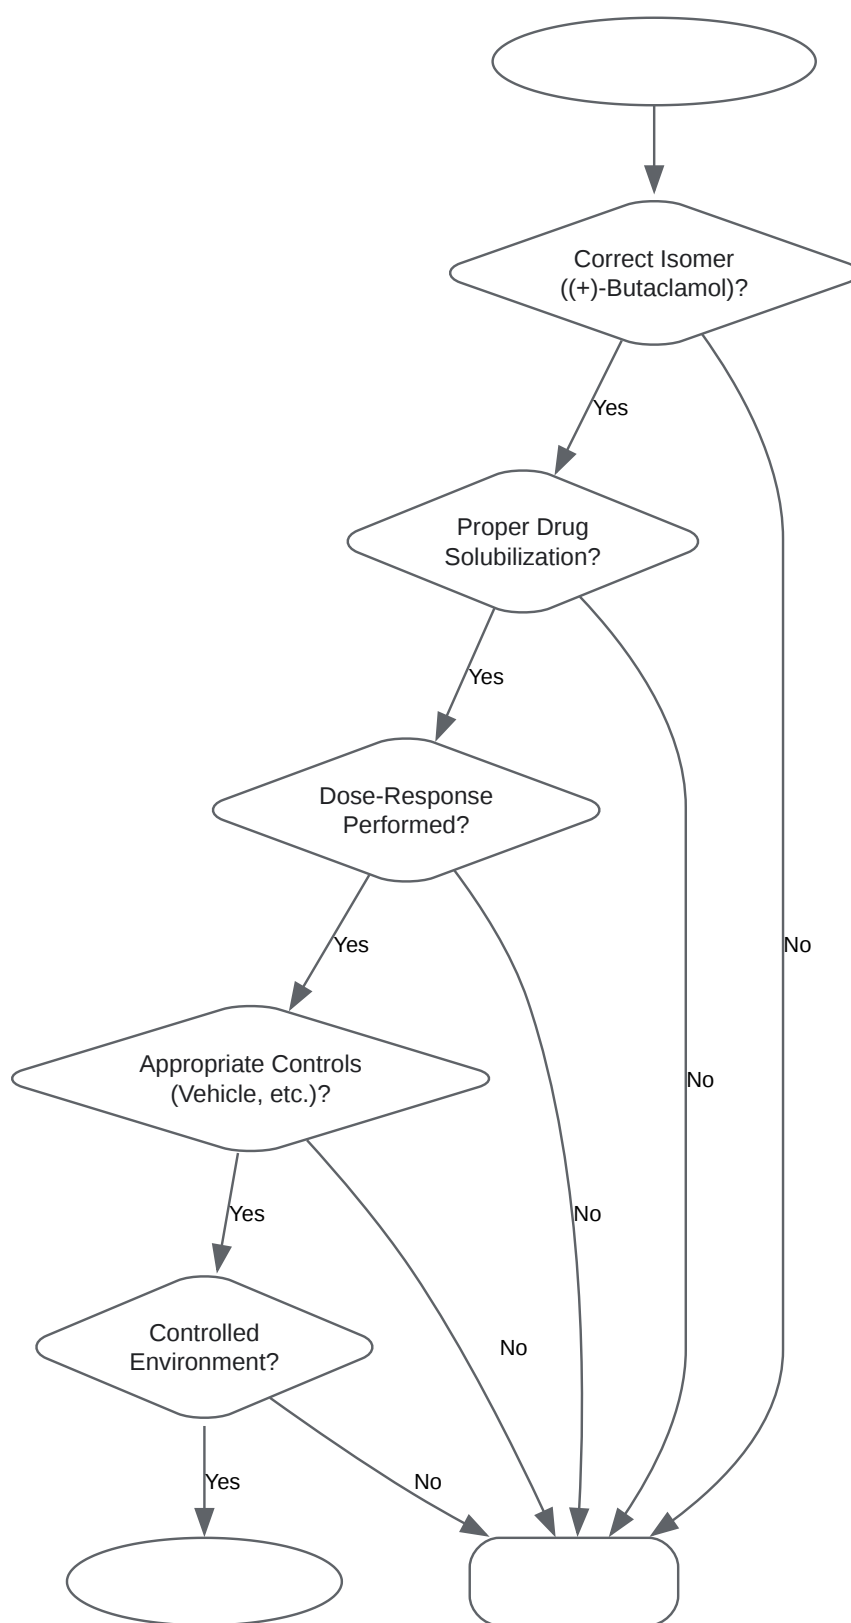 Correct Isomer
((+)-Butaclamol)?
Yes
Proper Drug
Solubilization?
Yes
Dose-Response
Performed?
Yes
No
Appropriate Controls
(Vehicle, etc.)?
No
Yes
No
Controlled
Environment?
No
Yes
No